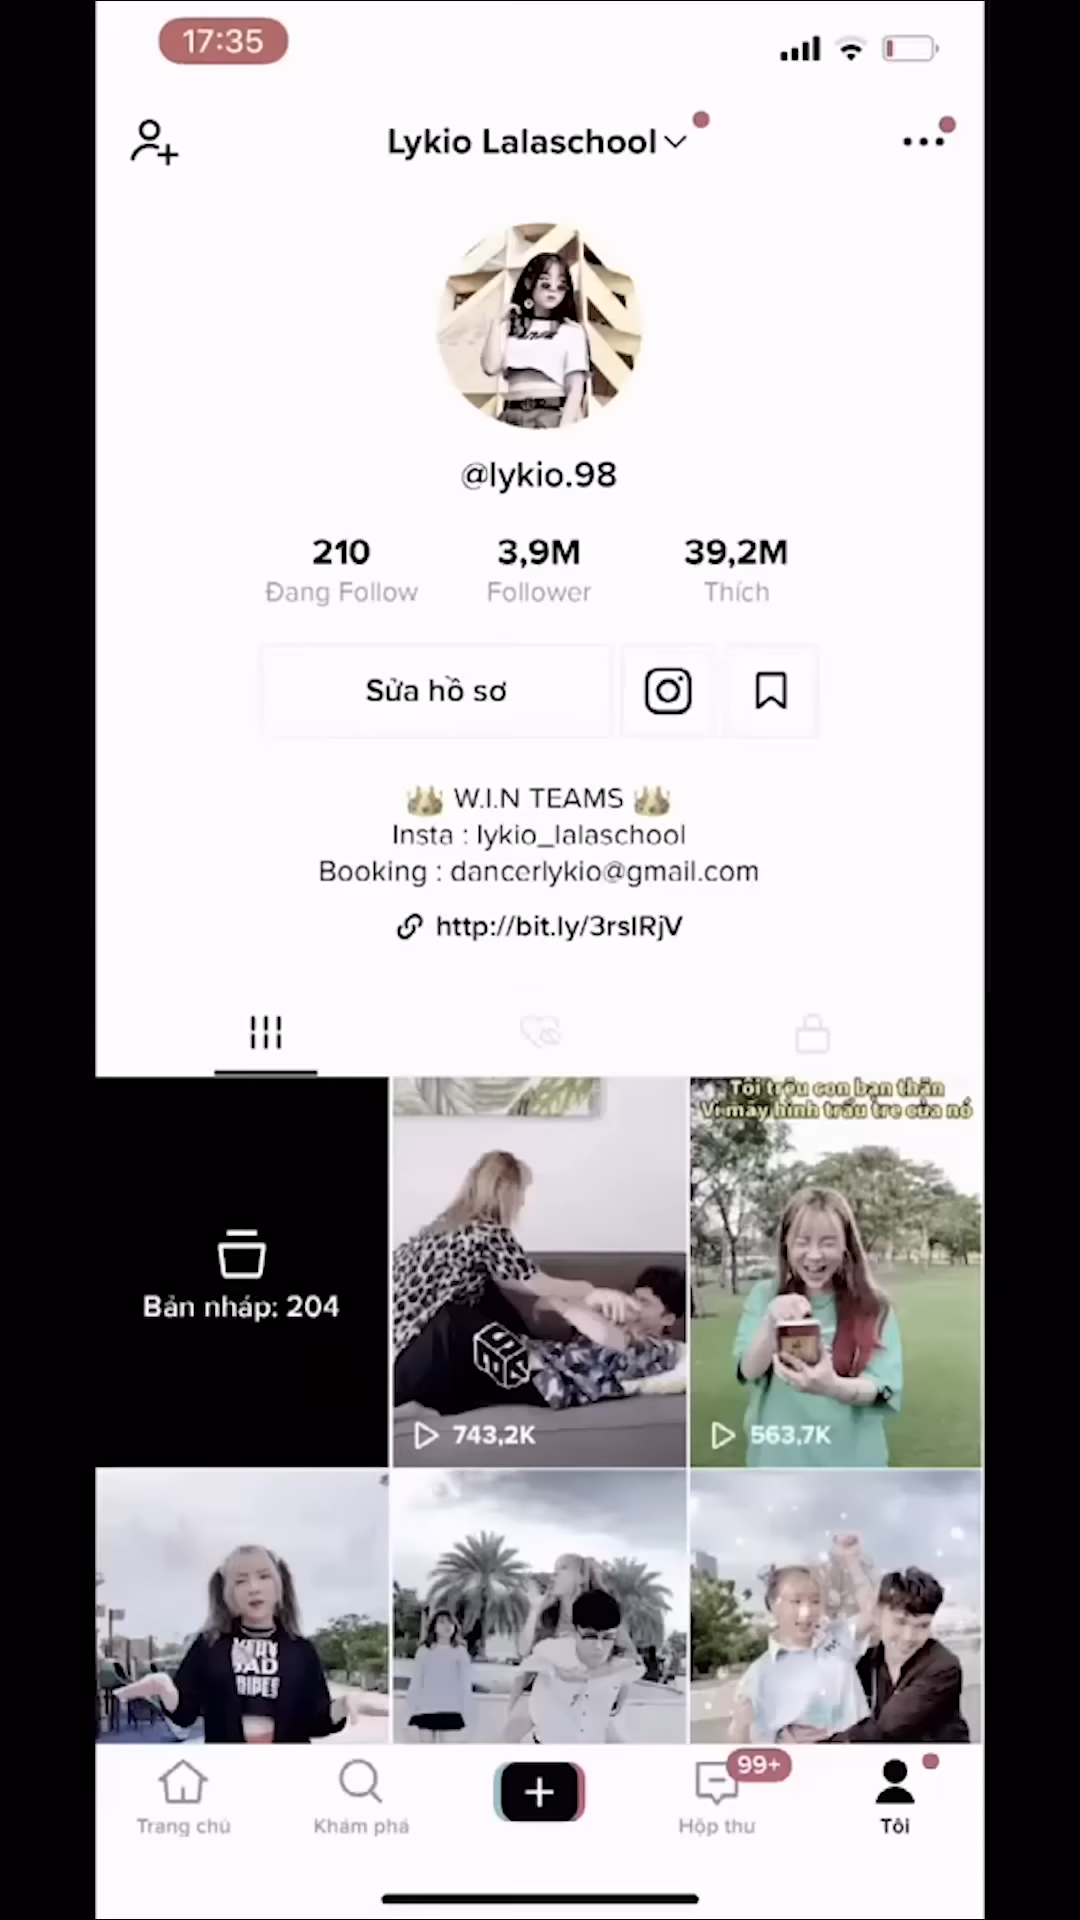 17:35
Lykio Lalaschool
@lykio.98
210 3,9M 39,2M
Đang Follow Follower Thích
Sửa hồ sơ
W.I.N TEAMS
Insta : lykio_lalaschool
Booking : dancerlykio@gmail.com
http://bit.ly/3rslRjV
Tôi trêu con bạn thân
Vì mấy hình trẩu tre của nó
Bản nháp: 204
743,2K
563,7K
99+
Trang chủ Khám phá Hộp thư Tôi